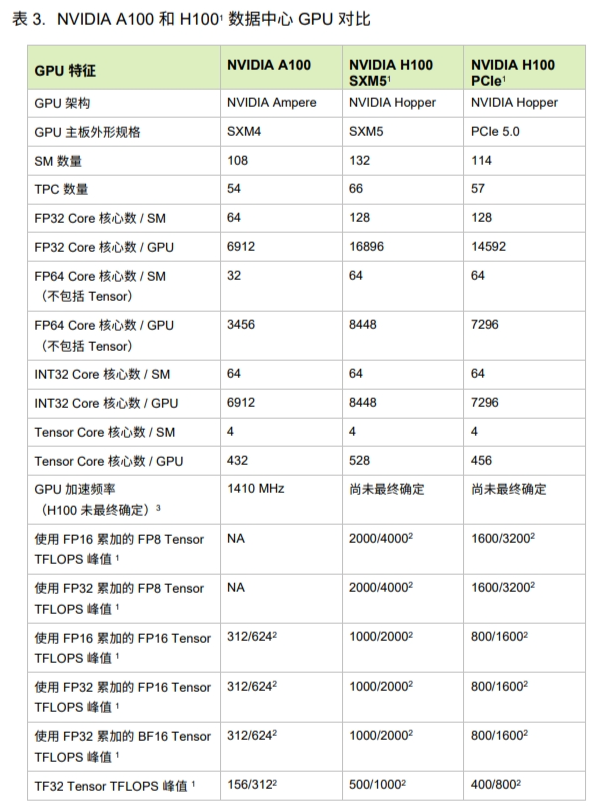 表 3. NVIDIA A100 和 H100¹ 数据中心 GPU 对比
GPU 特征 NVIDIA A100 NVIDIA H100 SXM5¹ NVIDIA H100 PCIe¹
GPU 架构 NVIDIA Ampere NVIDIA Hopper NVIDIA Hopper
GPU 主板外形规格 SXM4 SXM5 PCIe 5.0
SM 数量 108 132 114
TPC 数量 54 66 57
FP32 Core 核心数 / SM 64 128 128
FP32 Core 核心数 / GPU 6912 16896 14592
FP64 Core 核心数 / SM 32 64 64
（不包括 Tensor）
FP64 Core 核心数 / GPU 3456 8448 7296
（不包括 Tensor）
INT32 Core 核心数 / SM 64 64 64
INT32 Core 核心数 / GPU 6912 8448 7296
Tensor Core 核心数 / SM 4 4 4
Tensor Core 核心数 / GPU 432 528 456
GPU 加速频率 1410 MHz 尚未最终确定 尚未最终确定
（H100 未最终确定）³
使用 FP16 累加的 FP8 Tensor NA 2000/4000² 1600/3200²
TFLOPS 峰值 ¹
使用 FP32 累加的 FP8 Tensor NA 2000/4000² 1600/3200²
TFLOPS 峰值 ¹
使用 FP16 累加的 FP16 Tensor 312/624² 1000/2000² 800/1600²
TFLOPS 峰值 ¹
使用 FP32 累加的 FP16 Tensor 312/624² 1000/2000² 800/1600²
TFLOPS 峰值 ¹
使用 FP32 累加的 BF16 Tensor 312/624² 1000/2000² 800/1600²
TFLOPS 峰值 ¹
TF32 Tensor TFLOPS 峰值 ¹ 156/312² 500/1000² 400/800²